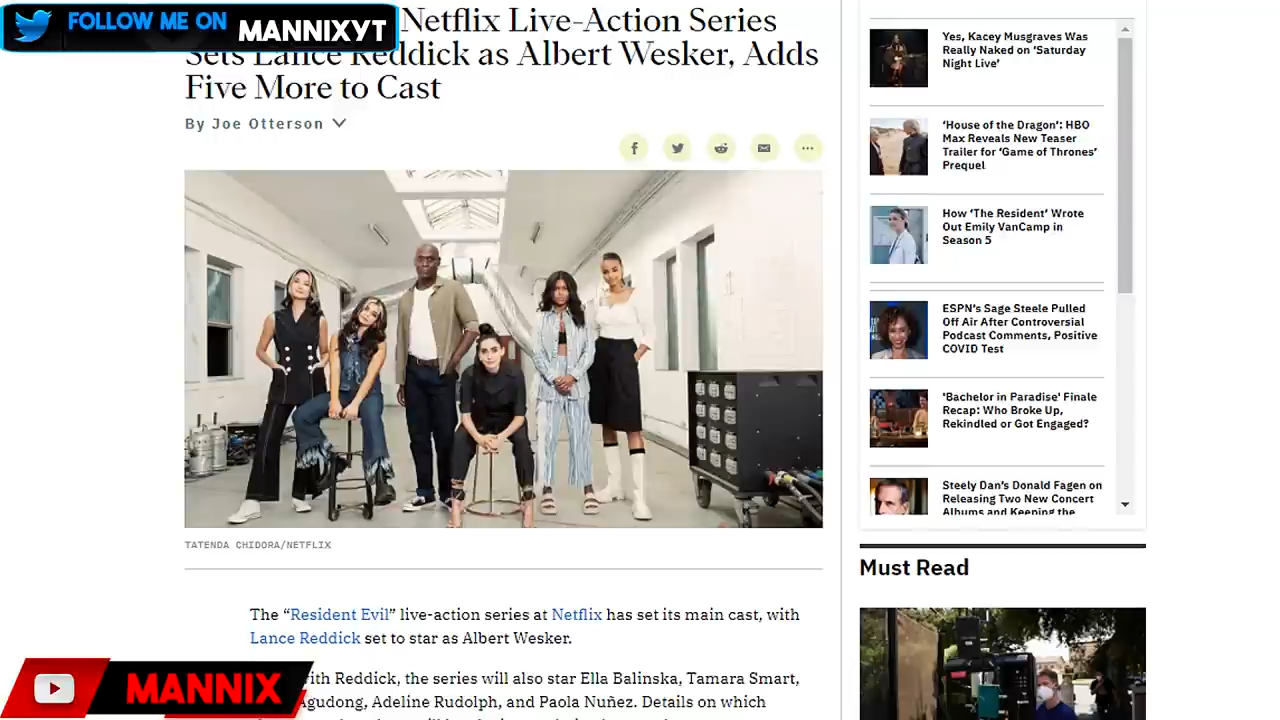 FOLLOW ME ON MANNIXYT
Netflix Live-Action Series
Sets Lance Reddick as Albert Wesker, Adds
Five More to Cast
By Joe Otterson
TATENDA CHIDORA/NETFLIX
The “Resident Evil” live-action series at Netflix has set its main cast, with
Lance Reddick set to star as Albert Wesker.
with Reddick, the series will also star Ella Balinska, Tamara Smart,
Agudong, Adeline Rudolph, and Paola Nuñez. Details on which
MANNIX
Yes, Kacey Musgraves Was
Really Naked on ‘Saturday
Night Live’
‘House of the Dragon’: HBO
Max Reveals New Teaser
Trailer for ‘Game of Thrones’
Prequel
How ‘The Resident’ Wrote
Out Emily VanCamp in
Season 5
ESPN’s Sage Steele Pulled
Off Air After Controversial
Podcast Comments, Positive
COVID Test
'Bachelor in Paradise' Finale
Recap: Who Broke Up,
Rekindled or Got Engaged?
Steely Dan’s Donald Fagen on
Releasing Two New Concert
Albums and Keeping the
Must Read